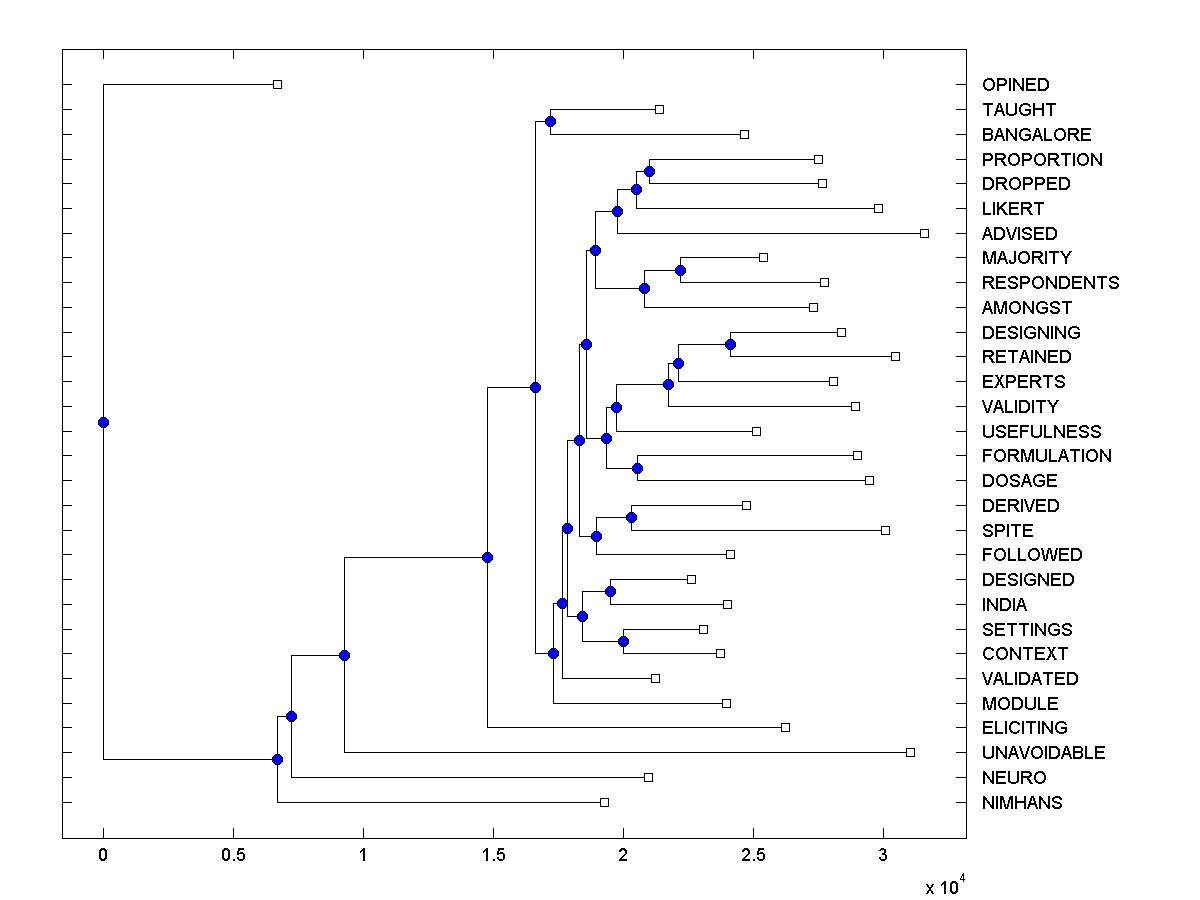 OPINED
TAUGHT
BANGALORE
PROPORTION
DROPPED
LIKERT
ADVISED
MAJORITY
RESPONDENTS
AMONGST
DESIGNING
RETAINED
EXPERTS
VALIDITY
USEFULNESS
FORMULATION
DOSAGE
DERIVED
SPITE
FOLLOWED
DESIGNED
INDIA
SETTINGS
CONTEXT
VALIDATED
MODULE
ELICITING
UNAVOIDABLE
NEURO
NIMHANS
0 0.5 1 1.5 2 2.5 3
x 10^4